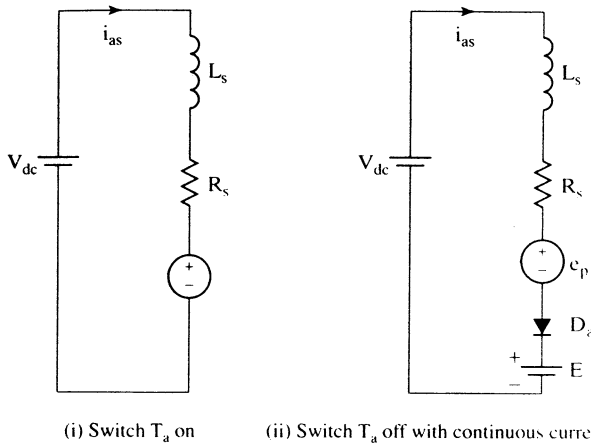 i_as
i_as
L_s
L_s
V_dc
V_dc
R_s
R_s
+
−
+
−
e_p
D_a
+
−
E
(i) Switch T_a on
(ii) Switch T_a off with continuous curre